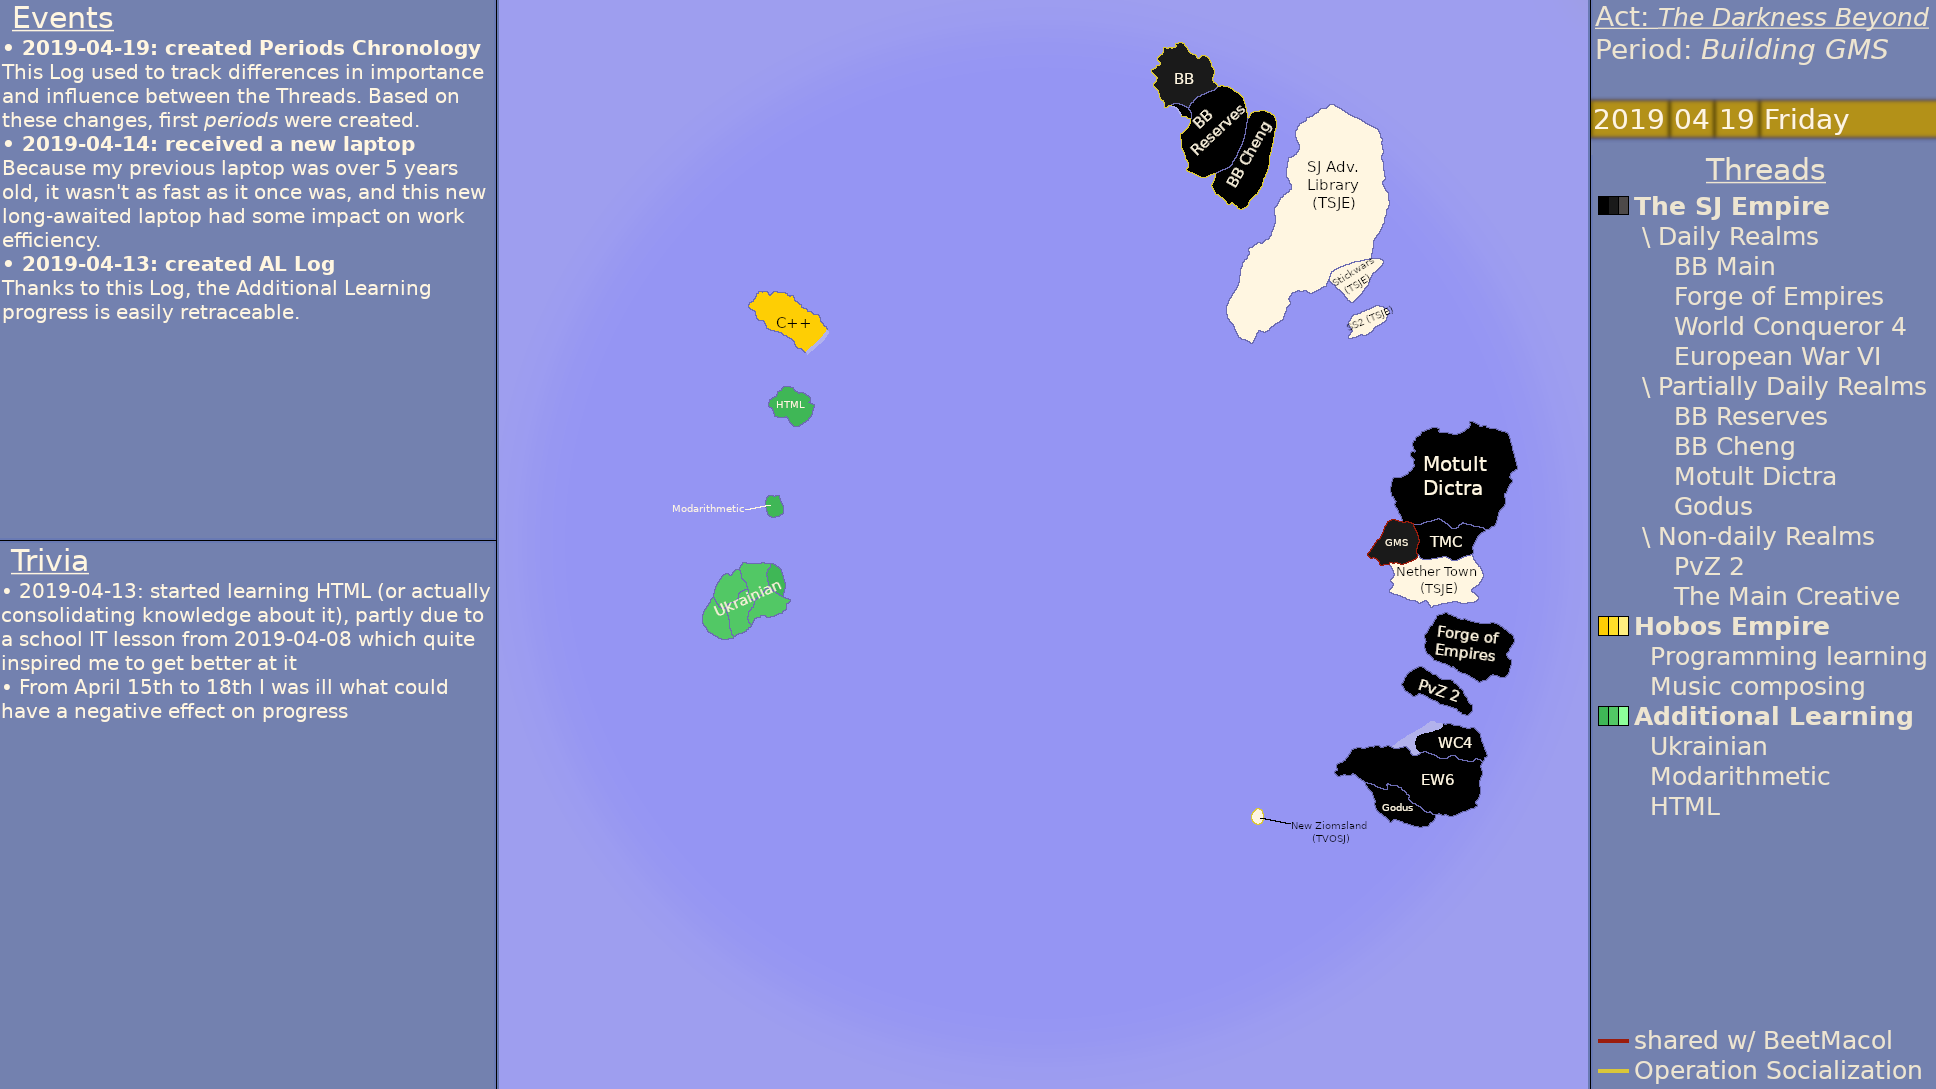 Events
• 2019-04-19: created Periods Chronology
This Log used to track differences in importance
and influence between the Threads. Based on
these changes, first periods were created.
• 2019-04-14: received a new laptop
Because my previous laptop was over 5 years
old, it wasn't as fast as it once was, and this new
long-awaited laptop had some impact on work
efficiency.
• 2019-04-13: created AL Log
Thanks to this Log, the Additional Learning
progress is easily retraceable.
Trivia
• 2019-04-13: started learning HTML (or actually
consolidating knowledge about it), partly due to
a school IT lesson from 2019-04-08 which quite
inspired me to get better at it
• From April 15th to 18th I was ill what could
have a negative effect on progress
BB
BB
Reserves
BB Cheng
SJ Adv.
Library
(TSJE)
Stickwars
(TSJE)
SS2 (TSJE)
C++
HTML
Modarithmetic
Ukrainian
Motult
Dictra
GMS
TMC
Nether Town
(TSJE)
Forge of
Empires
PvZ 2
WC4
EW6
Godus
New Ziomsland
(TVOSJ)
Act: The Darkness Beyond
Period: Building GMS
2019 04 19 Friday
Threads
The SJ Empire
\ Daily Realms
BB Main
Forge of Empires
World Conqueror 4
European War VI
\ Partially Daily Realms
BB Reserves
BB Cheng
Motult Dictra
Godus
\ Non-daily Realms
PvZ 2
The Main Creative
Hobos Empire
Programming learning
Music composing
Additional Learning
Ukrainian
Modarithmetic
HTML
shared w/ BeetMacol
Operation Socialization